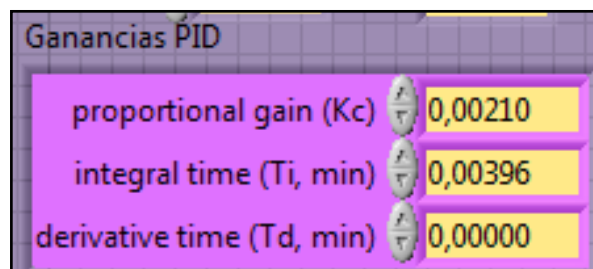 Ganancias PID
proportional gain (Kc) 0,00210
integral time (Ti, min) 0,00396
derivative time (Td, min) 0,00000